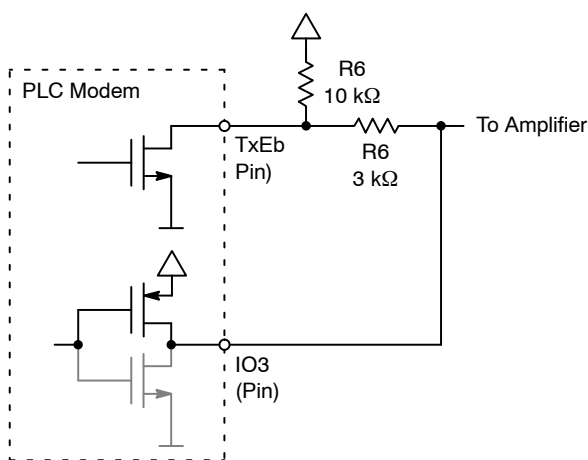 R6
10 kΩ
PLC Modem
TxEb
Pin)
R6
3 kΩ
To Amplifier
IO3
(Pin)